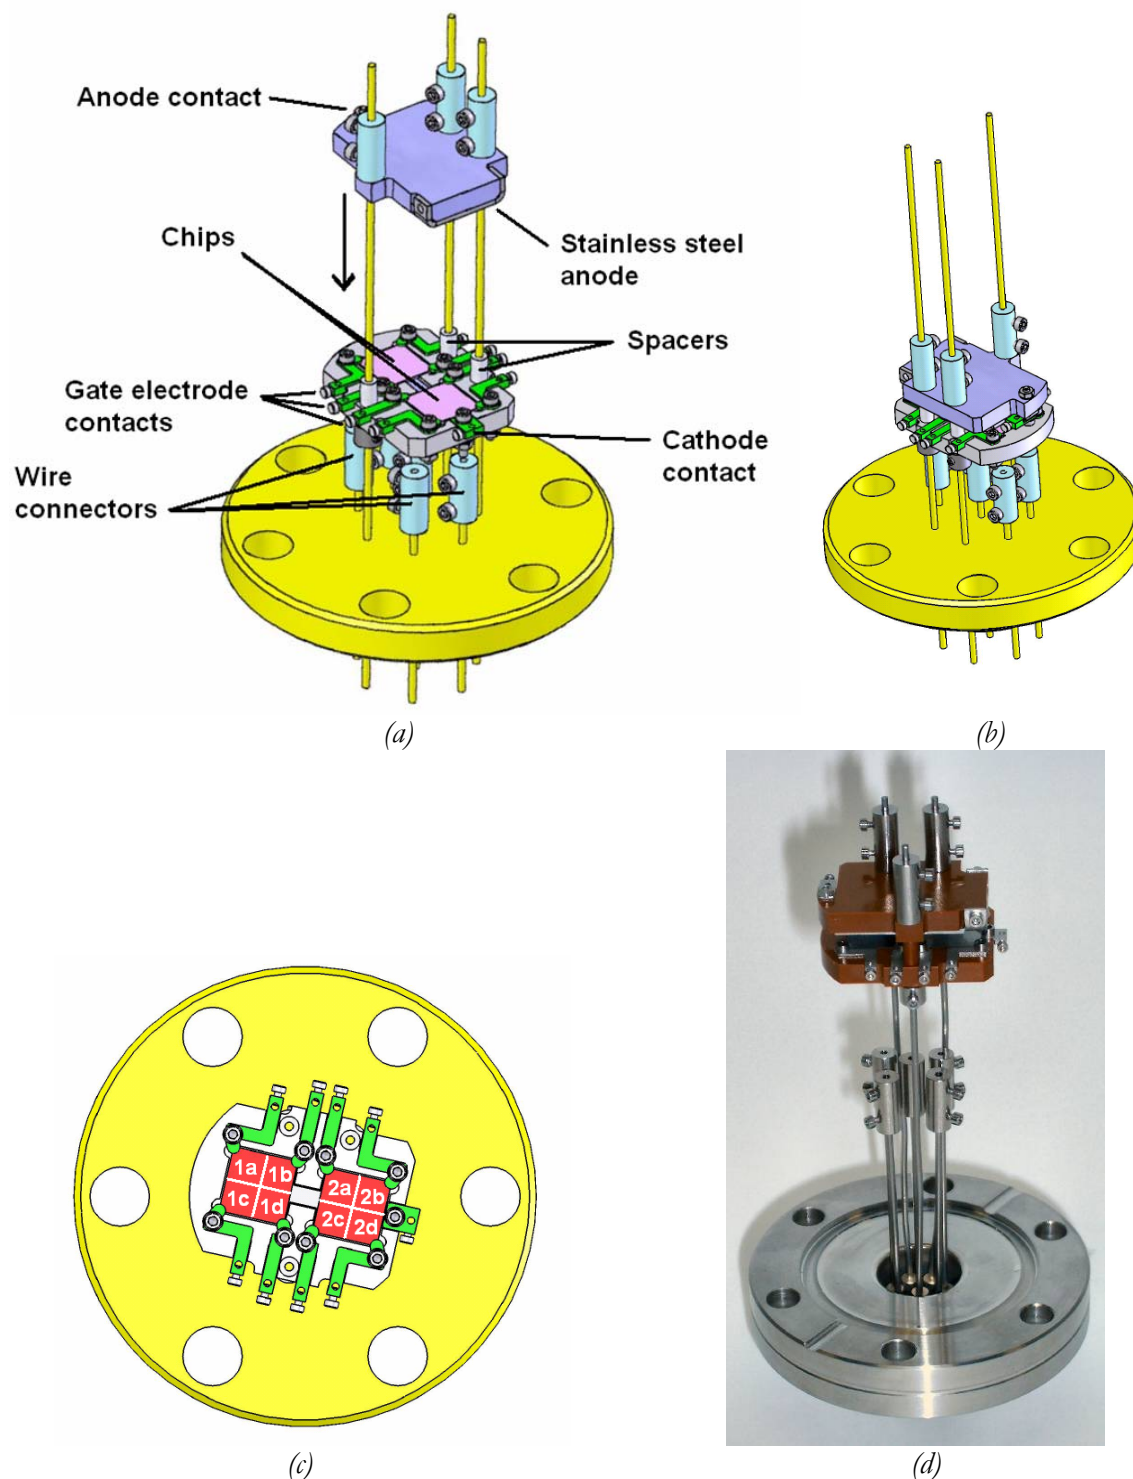 Anode contact
Chips
Stainless steel
anode
Spacers
Gate electrode
contacts
Cathode
contact
Wire
connectors
(a)
(b)
1a 1b
1c 1d
2a 2b
2c 2d
(c)
(d)